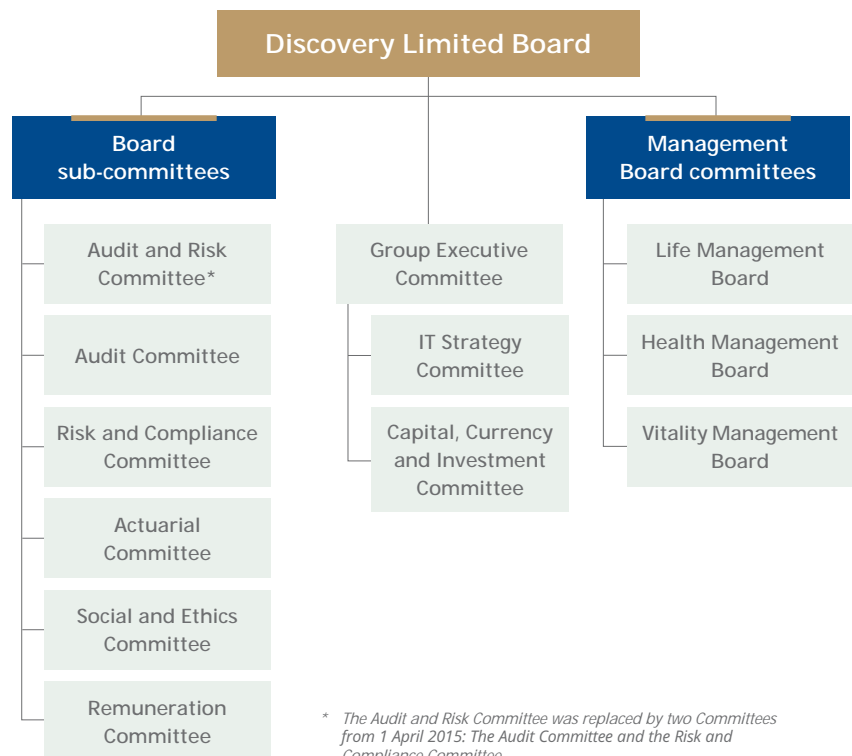 Discovery Limited Board
Board
sub-committees
Audit and Risk
Committee*
Audit Committee
Risk and Compliance
Committee
Actuarial
Committee
Social and Ethics
Committee
Remuneration
Committee
Group Executive
Committee
IT Strategy
Committee
Capital, Currency
and Investment
Committee
Management
Board committees
Life Management
Board
Health Management
Board
Vitality Management
Board
* The Audit and Risk Committee was replaced by two Committees
from 1 April 2015: The Audit Committee and the Risk and
Compliance Committee